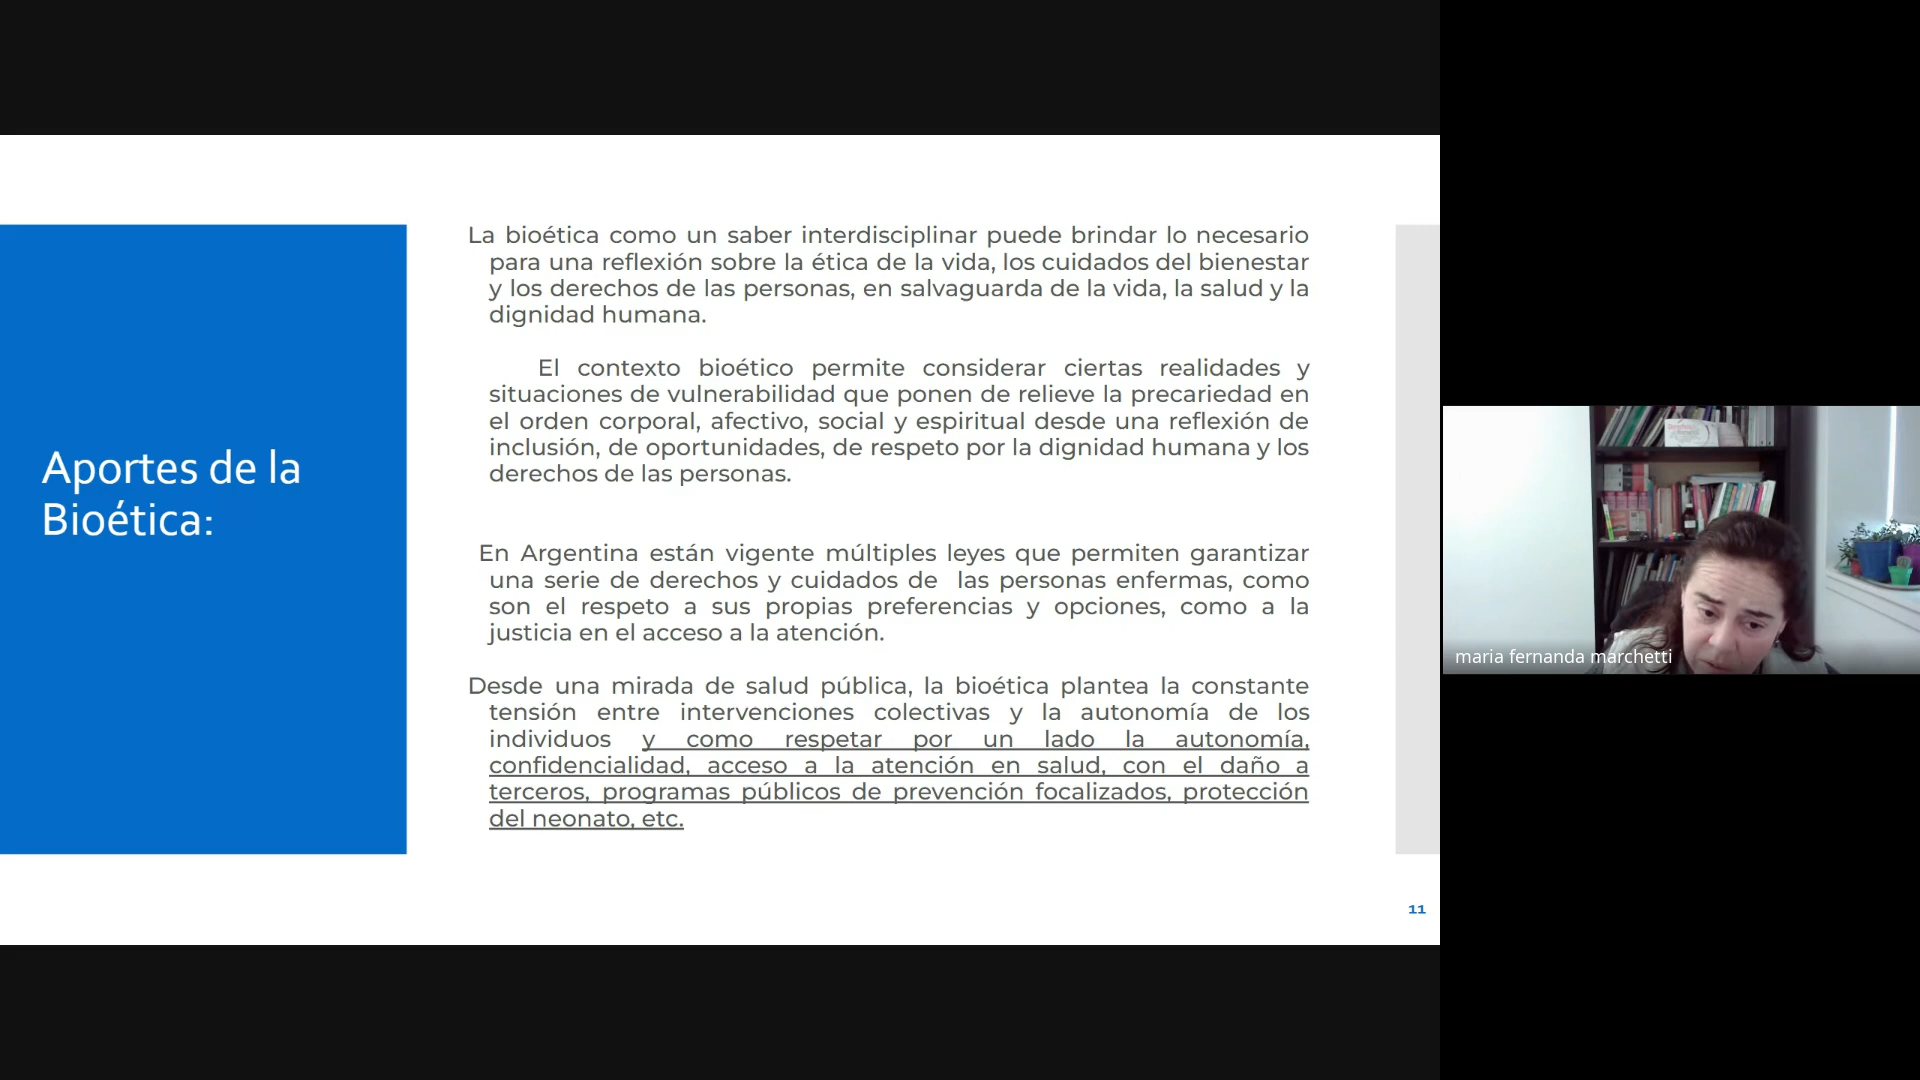 Aportes de la
Bioética:
La bioética como un saber interdisciplinar puede brindar lo necesario
para una reflexión sobre la ética de la vida, los cuidados del bienestar
y los derechos de las personas, en salvaguarda de la vida, la salud y la
dignidad humana.
El contexto bioético permite considerar ciertas realidades y
situaciones de vulnerabilidad que ponen de relieve la precariedad en
el orden corporal, afectivo, social y espiritual desde una reflexión de
inclusión, de oportunidades, de respeto por la dignidad humana y los
derechos de las personas.
En Argentina están vigente múltiples leyes que permiten garantizar
una serie de derechos y cuidados de las personas enfermas, como
son el respeto a sus propias preferencias y opciones, como a la
justicia en el acceso a la atención.
Desde una mirada de salud pública, la bioética plantea la constante
tensión entre intervenciones colectivas y la autonomía de los
individuos y como respetar por un lado la autonomía,
confidencialidad, acceso a la atención en salud, con el daño a
terceros, programas públicos de prevención focalizados, protección
del neonato, etc.
11
maria fernanda marchetti